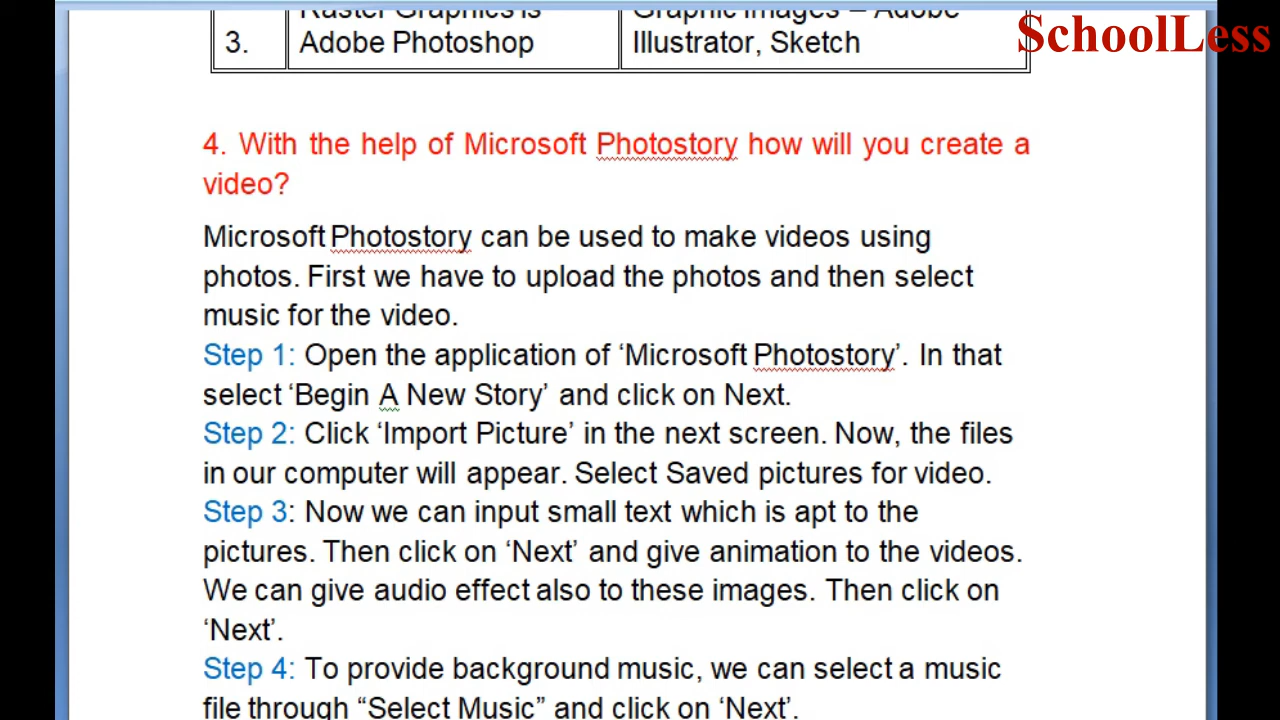 SchoolLess
Raster Graphics is
Graphic Images – Adobe
3.
Adobe Photoshop
Illustrator, Sketch
4. With the help of Microsoft Photostory how will you create a
video?
Microsoft Photostory can be used to make videos using
photos. First we have to upload the photos and then select
music for the video.
Step 1: Open the application of ‘Microsoft Photostory’. In that
select ‘Begin A New Story’ and click on Next.
Step 2: Click ‘Import Picture’ in the next screen. Now, the files
in our computer will appear. Select Saved pictures for video.
Step 3: Now we can input small text which is apt to the
pictures. Then click on ‘Next’ and give animation to the videos.
We can give audio effect also to these images. Then click on
‘Next’.
Step 4: To provide background music, we can select a music
file through “Select Music” and click on ‘Next’.